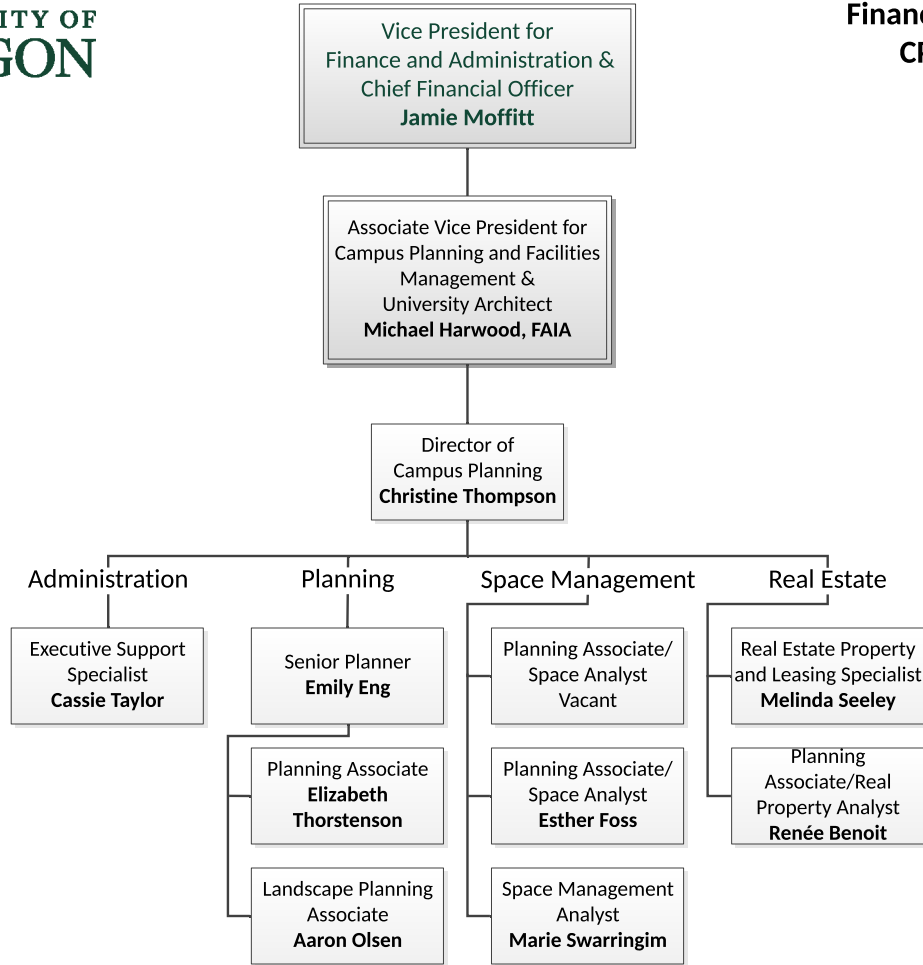 ITY OF
GON
Financ
CP
Vice President for
Finance and Administration &
Chief Financial Officer
Jamie Moffitt
Associate Vice President for
Campus Planning and Facilities
Management &
University Architect
Michael Harwood, FAIA
Director of
Campus Planning
Christine Thompson
Administration
Planning
Space Management
Real Estate
Executive Support
Specialist
Cassie Taylor
Senior Planner
Emily Eng
Planning Associate/
Space Analyst
Vacant
Real Estate Property
and Leasing Specialist
Melinda Seeley
Planning Associate
Elizabeth
Thorstenson
Planning Associate/
Space Analyst
Esther Foss
Planning
Associate/Real
Property Analyst
Renée Benoit
Landscape Planning
Associate
Aaron Olsen
Space Management
Analyst
Marie Swarringim